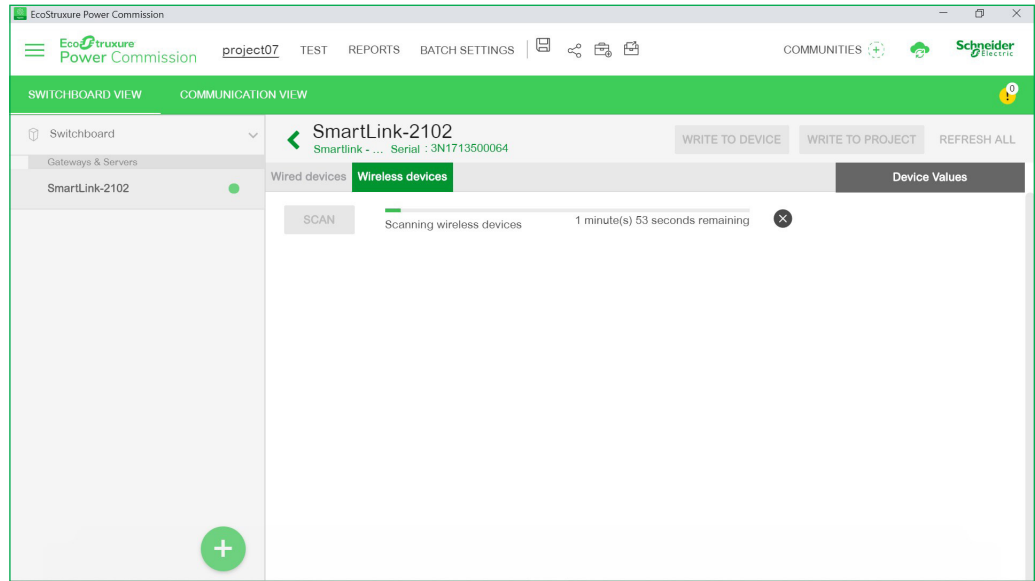 EcoStruxure Power Commission
EcoStruxure
Power Commission
project07 TEST REPORTS BATCH SETTINGS
COMMUNITIES
Schneider
Electric
SWITCHBOARD VIEW COMMUNICATION VIEW
0
Switchboard
Gateways & Servers
SmartLink-2102
SmartLink-2102
Smartlink - ... Serial : 3N1713500064
WRITE TO DEVICE WRITE TO PROJECT REFRESH ALL
Wired devices Wireless devices
Device Values
SCAN
Scanning wireless devices 1 minute(s) 53 seconds remaining